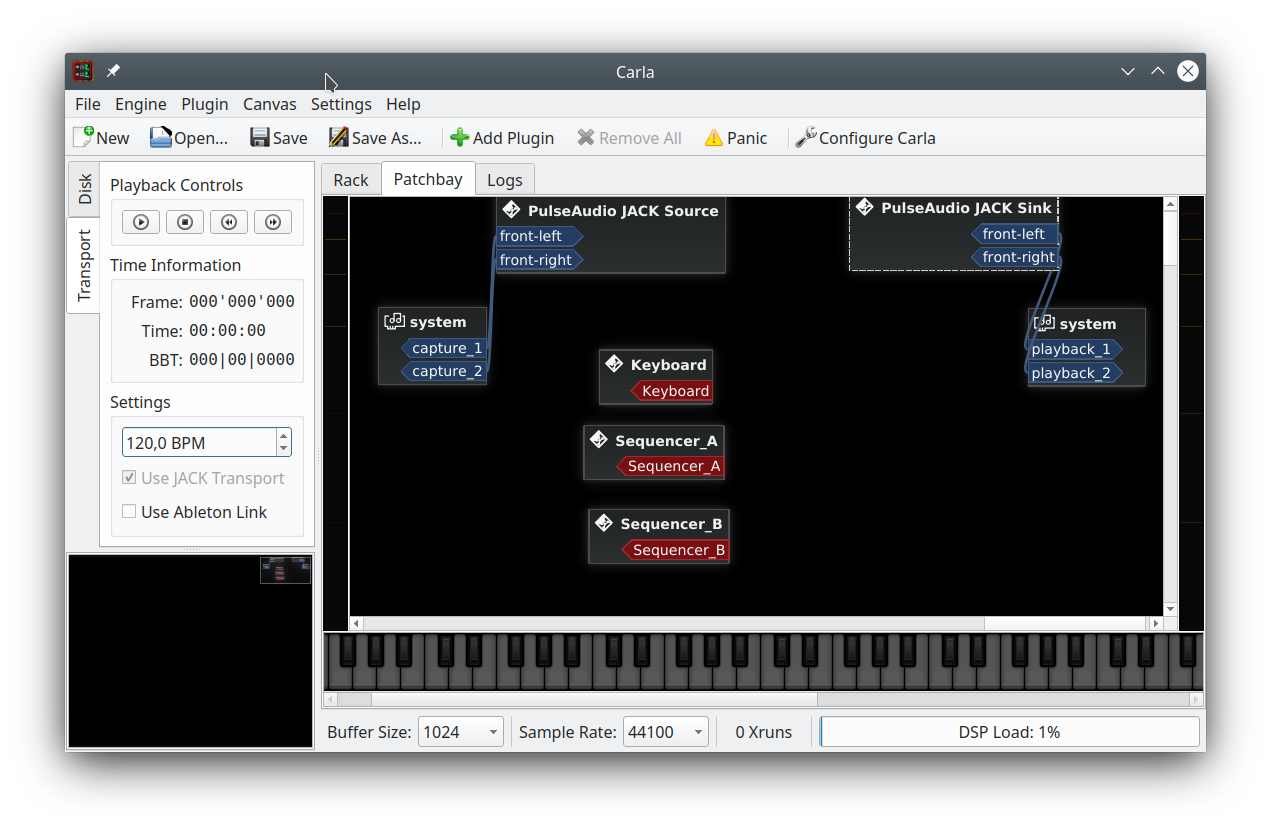 Carla
File Engine Plugin Canvas Settings Help
New Open... Save Save As... Add Plugin Remove All Panic Configure Carla
Disk
Transport
Playback Controls
Time Information
Frame: 000'000'000
Time: 00:00:00
BBT: 000|00|0000
Settings
120,0 BPM
Use JACK Transport
Use Ableton Link
Rack Patchbay Logs
PulseAudio JACK Source
front-left
front-right
PulseAudio JACK Sink
front-left
front-right
system
capture_1
capture_2
system
playback_1
playback_2
Keyboard
Keyboard
Sequencer_A
Sequencer_A
Sequencer_B
Sequencer_B
Buffer Size: 1024 Sample Rate: 44100 0 Xruns DSP Load: 1%